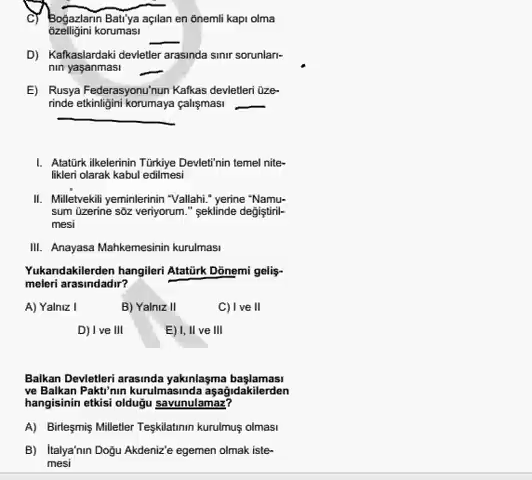 C) Boğazların Batı'ya açılan en önemli kapı olma
özelliğini koruması
D) Kafkaslardaki devletler arasında sınır sorunları-
nın yaşanması
E) Rusya Federasyonu'nun Kafkas devletleri üze-
rinde etkinliğini korumaya çalışması
I. Atatürk ilkelerinin Türkiye Devleti'nin temel nite-
likleri olarak kabul edilmesi
II. Milletvekili yeminlerinin "Vallahi." yerine "Namu-
sum üzerine söz veriyorum." şeklinde değiştiril-
mesi
III. Anayasa Mahkemesinin kurulması
Yukarıdakilerden hangileri Atatürk Dönemi geliş-
meleri arasındadır?
A) Yalnız I B) Yalnız II C) I ve II
D) I ve III E) I, II ve III
Balkan Devletleri arasında yakınlaşma başlaması
ve Balkan Paktı'nın kurulmasında aşağıdakilerden
hangisinin etkisi olduğu savunulamaz?
A) Birleşmiş Milletler Teşkilatının kurulmuş olması
B) İtalya'nın Doğu Akdeniz'e egemen olmak iste-
mesi